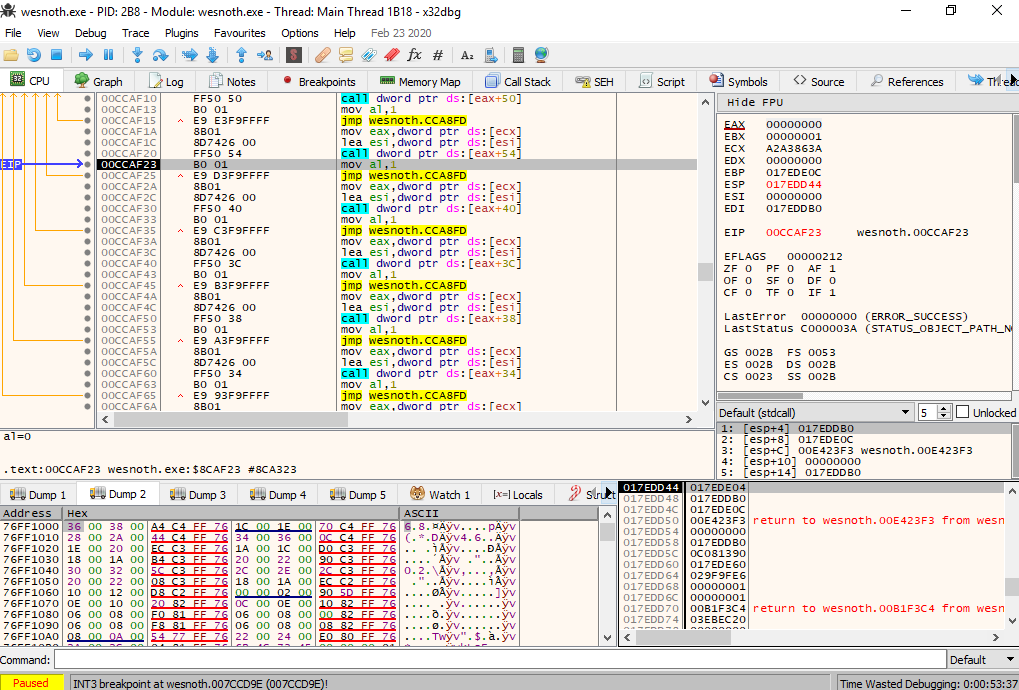 wesnoth.exe - PID: 2B8 - Module: wesnoth.exe - Thread: Main Thread 1B18 - x32dbg
File View Debug Trace Plugins Favourites Options Help Feb 23 2020
CPU Graph Log Notes Breakpoints Memory Map Call Stack SEH Script Symbols Source References
00CCAF10 FF50 50 call dword ptr ds:[eax+50]
00CCAF13 B0 01 mov al,1
00CCAF15 E9 E3F9FFFF jmp wesnoth.CCA8FD
00CCAF1A 8B01 mov eax,dword ptr ds:[ecx]
00CCAF1C 8D7426 00 lea esi,dword ptr ds:[esi]
00CCAF20 FF50 54 call dword ptr ds:[eax+54]
EIP 00CCAF23 B0 01 mov al,1
00CCAF25 E9 D3F9FFFF jmp wesnoth.CCA8FD
00CCAF2A 8B01 mov eax,dword ptr ds:[ecx]
00CCAF2C 8D7426 00 lea esi,dword ptr ds:[esi]
00CCAF30 FF50 40 call dword ptr ds:[eax+40]
00CCAF33 B0 01 mov al,1
00CCAF35 E9 C3F9FFFF jmp wesnoth.CCA8FD
00CCAF3A 8B01 mov eax,dword ptr ds:[ecx]
00CCAF3C 8D7426 00 lea esi,dword ptr ds:[esi]
00CCAF40 FF50 3C call dword ptr ds:[eax+3C]
00CCAF43 B0 01 mov al,1
00CCAF45 E9 B3F9FFFF jmp wesnoth.CCA8FD
00CCAF4A 8B01 mov eax,dword ptr ds:[ecx]
00CCAF4C 8D7426 00 lea esi,dword ptr ds:[esi]
00CCAF50 FF50 38 call dword ptr ds:[eax+38]
00CCAF53 B0 01 mov al,1
00CCAF55 E9 A3F9FFFF jmp wesnoth.CCA8FD
00CCAF5A 8B01 mov eax,dword ptr ds:[ecx]
00CCAF5C 8D7426 00 lea esi,dword ptr ds:[esi]
00CCAF60 FF50 34 call dword ptr ds:[eax+34]
00CCAF63 B0 01 mov al,1
00CCAF65 E9 93F9FFFF jmp wesnoth.CCA8FD
00CCAF6A 8B01 mov eax,dword ptr ds:[ecx]
Hide FPU
EAX 00000000
EBX 00000001
ECX A2A3863A
EDX 00000000
EBP 017EDE0C
ESP 017EDD44
ESI 00000000
EDI 017EDDB0
EIP 00CCAF23 wesnoth.00CCAF23
EFLAGS 00000212
ZF 0 PF 0 AF 1
OF 0 SF 0 DF 0
CF 0 TF 0 IF 1
LastError 00000000 (ERROR_SUCCESS)
LastStatus C000003A (STATUS_OBJECT_PATH_N
GS 002B FS 0053
ES 002B DS 002B
CS 0023 SS 002B
Default (stdcall) 5 Unlocked
1: [esp+4] 017EDDB0
2: [esp+8] 017EDE0C
3: [esp+C] 00E423F3 wesnoth.00E423F3
4: [esp+10] 00000000
5: [esp+14] 017EDDB0
al=0
.text:00CCAF23 wesnoth.exe:$8CAF23 #8CA323
Dump 1 Dump 2 Dump 3 Dump 4 Dump 5 Watch 1 [x=] Locals Struct
Address Hex ASCII
76FF1000 36 00 38 00 A4 C4 FF 76 1C 00 1E 00 70 C4 FF 76 6.8.¤Äÿv....pÄÿv
76FF1010 28 00 2A 00 44 C4 FF 76 34 00 36 00 0C C4 FF 76 (.*.DÄÿv4.6..Äÿv
76FF1020 1E 00 20 00 EC C3 FF 76 1A 00 1C 00 D0 C3 FF 76 .. .ìÃÿv....ÐÃÿv
76FF1030 18 00 1A 00 B4 C3 FF 76 20 00 22 00 90 C3 FF 76
76FF1040 30 00 32 00 5C C3 FF 76 2C 00 2E 00 2C C3 FF 76 0.2.\Ãÿv,...,Ãÿv
76FF1050 20 00 22 00 08 C3 FF 76 18 00 1A 00 EC C2 FF 76
76FF1060 10 00 12 00 D8 C2 FF 76 00 00 02 00 90 5D FF 76 ....ØÂÿv.....]ÿv
76FF1070 0E 00 10 00 20 82 FF 76 0C 00 0E 00 10 82 FF 76
76FF1080 06 00 08 00 F0 81 FF 76 06 00 08 00 00 82 FF 76 ....ð.ÿv......ÿv
76FF1090 06 00 08 00 F8 81 FF 76 06 00 08 00 08 82 FF 76 ....ø.ÿv......ÿv
76FF10A0 08 00 0A 00 54 77 FF 76 22 00 24 00 E0 80 FF 76 ....Twÿv".$.à.ÿv
017EDD44 017EDE04
017EDD48 017EDDB0
017EDD4C 017EDE0C
017EDD50 00E423F3 return to wesnoth.00E423F3 from wesn
017EDD54 00000000
017EDD58 017EDDB0
017EDD5C 0C081390
017EDD60 017EDE60
017EDD64 029F9FE6
017EDD68 00000001
017EDD6C 00000001
017EDD70 00B1F3C4 return to wesnoth.00B1F3C4 from wesn
017EDD74 03EBEC20
Command: Default
Paused INT3 breakpoint at wesnoth.007CCD9E (007CCD9E)! Time Wasted Debugging: 0:00:53:37